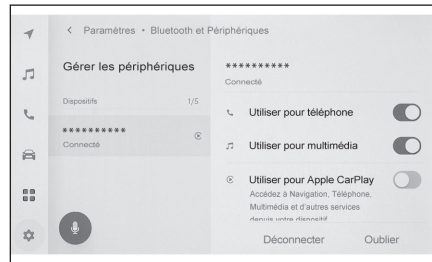 < Paramètres • Bluetooth et Périphériques
Gérer les périphériques
Dispositifs 1/5
**********
Connecté
**********
Connecté
Utiliser pour téléphone
Utiliser pour multimédia
Utiliser pour Apple CarPlay
Accédez à Navigation, Téléphone,
Multimédia et d'autres services
depuis votre dispositif
Déconnecter Oublier